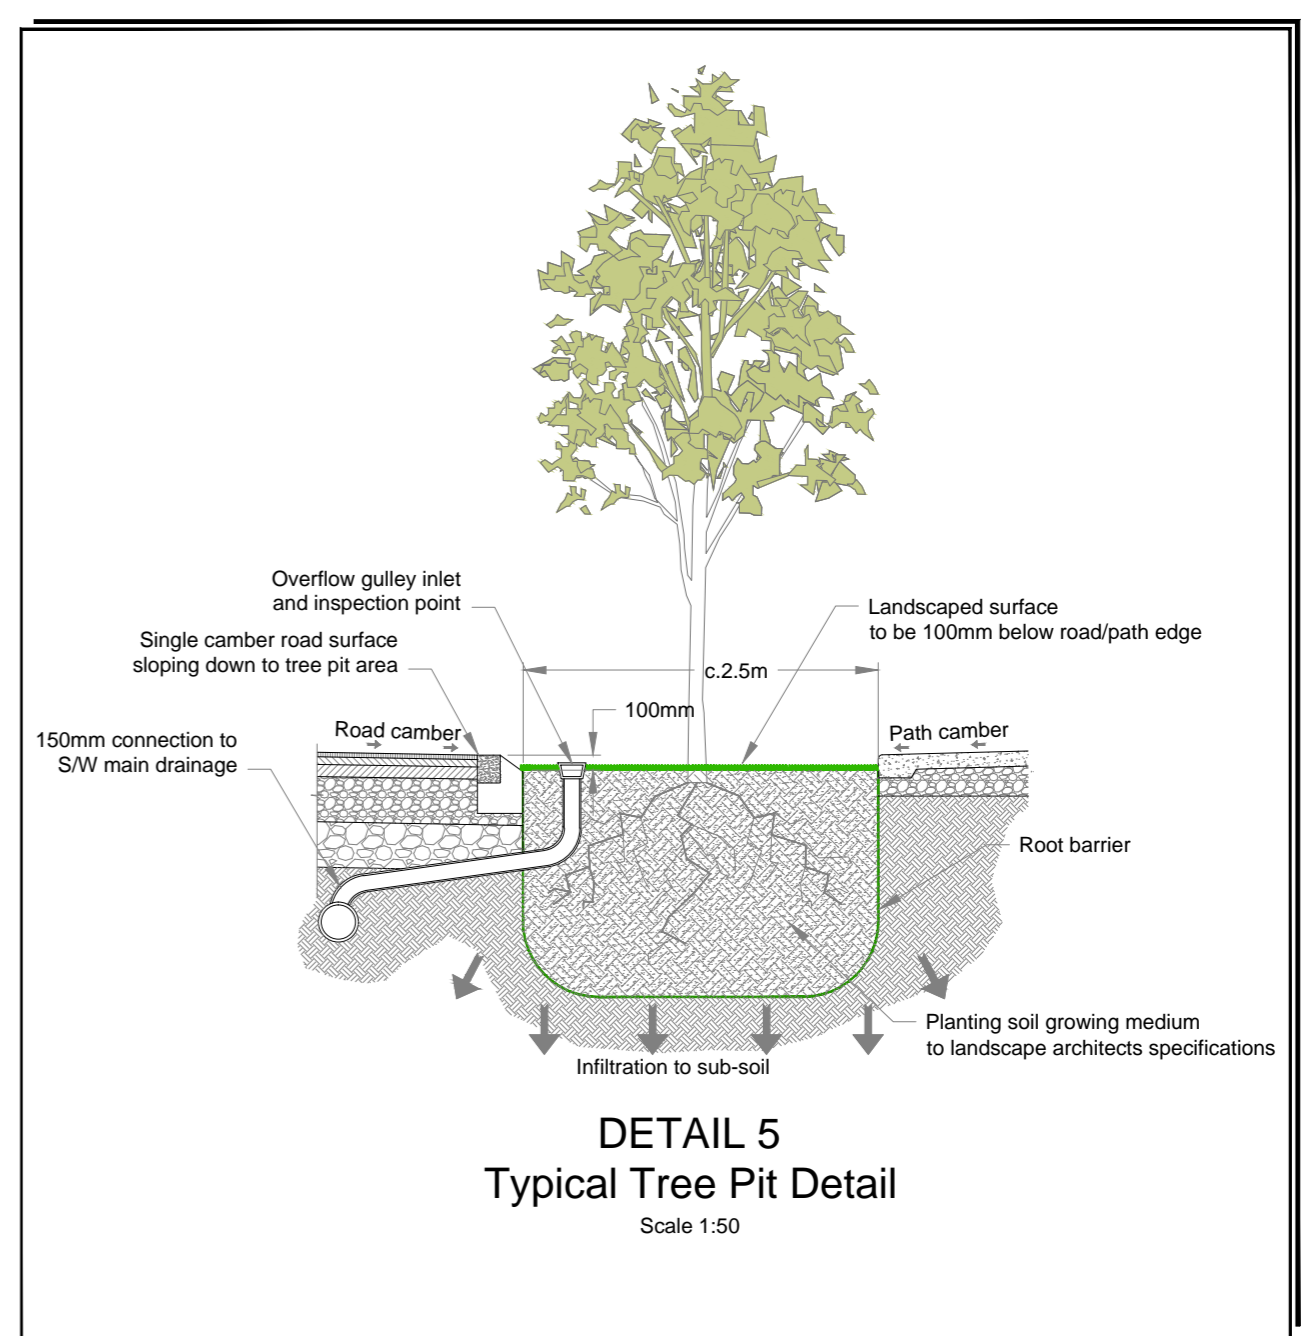 Overflow gulley inlet
and inspection point
Single camber road surface
sloping down to tree pit area
Landscaped surface
to be 100mm below road/path edge
c.2.5m
100mm
Road camber
Path camber
150mm connection to
S/W main drainage
Root barrier
Planting soil growing medium
to landscape architects specifications
Infiltration to sub-soil
DETAIL 5
Typical Tree Pit Detail
Scale 1:50